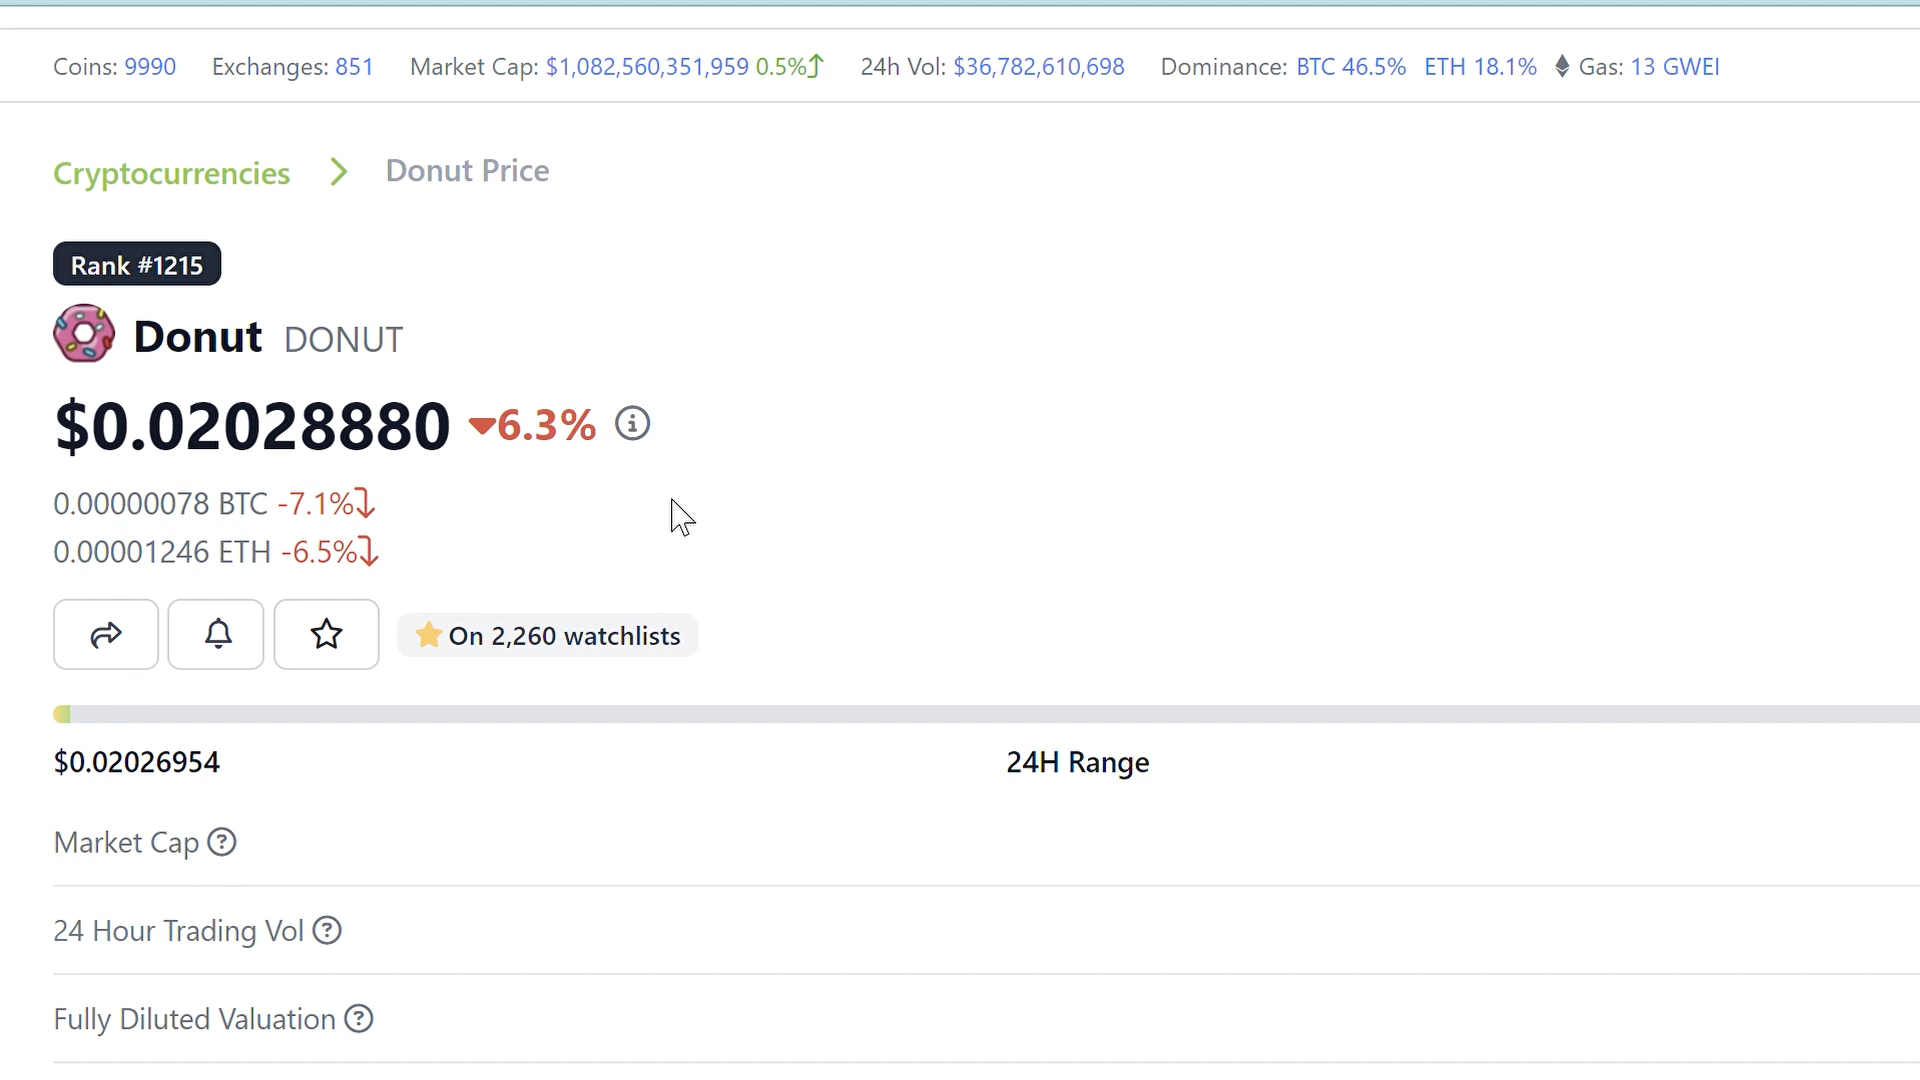 Coins: 9990 Exchanges: 851 Market Cap: $1,082,560,351,959 0.5% 24h Vol: $36,782,610,698 Dominance: BTC 46.5% ETH 18.1% Gas: 13 GWEI
Cryptocurrencies Donut Price
Rank #1215
Donut DONUT
$0.02028880 6.3%
0.00000078 BTC -7.1%
0.00001246 ETH -6.5%
On 2,260 watchlists
$0.02026954 24H Range
Market Cap
24 Hour Trading Vol
Fully Diluted Valuation